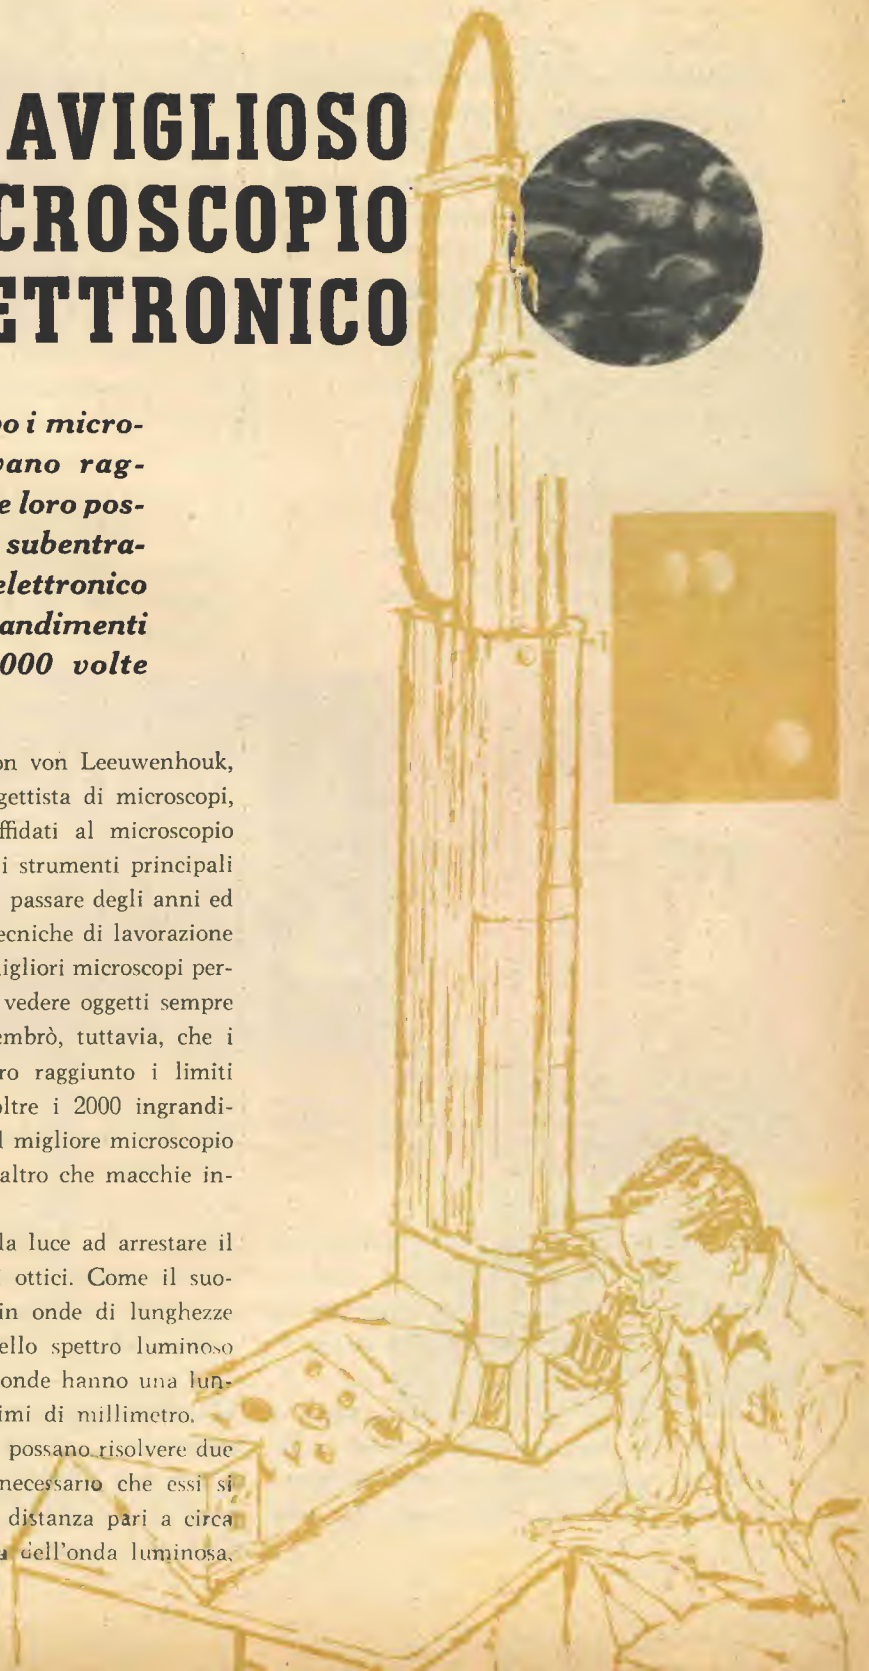 AVIGLIOSO
CROSCOPIO
ETTRONICO
po i micro-
vano rag-
e loro pos-
subentra-
elettronico
andimenti
000 volte
on von Leeuwenhouk,
gettista di microscopi,
ffidati al microscopio
i strumenti principali
passare degli anni ed
ecniche di lavorazione
nigliori microscopi per-
vedere oggetti sempre
embrò, tuttavia, che i
ro raggiunto i limiti
oltre i 2000 ingrandi-
l migliore microscopio
altro che macchie in-
la luce ad arrestare il
ottici. Come il suo-
in onde di lunghezze
ello spettro luminoso
onde hanno una lun-
imi di millimetro.
possano risolvere due
necessario che essi si
distanza pari a circa
a dell'onda luminosa,